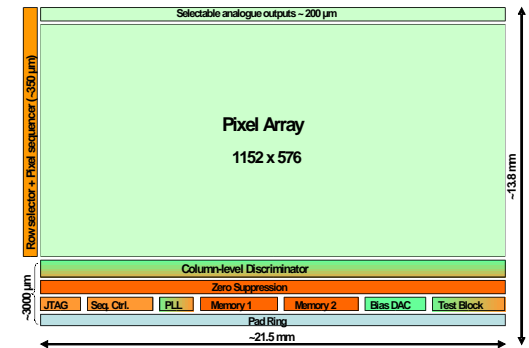 Selectable analogue outputs ~ 200 µm
Row selector + Pixel sequencer (~350 µm)
Pixel Array
1152 x 576
~13.8 mm
Column-level Discriminator
Zero Suppression
~3000 µm
JTAG Seq. Ctrl. PLL Memory 1 Memory 2 Bias DAC Test Block
Pad Ring
~21.5 mm